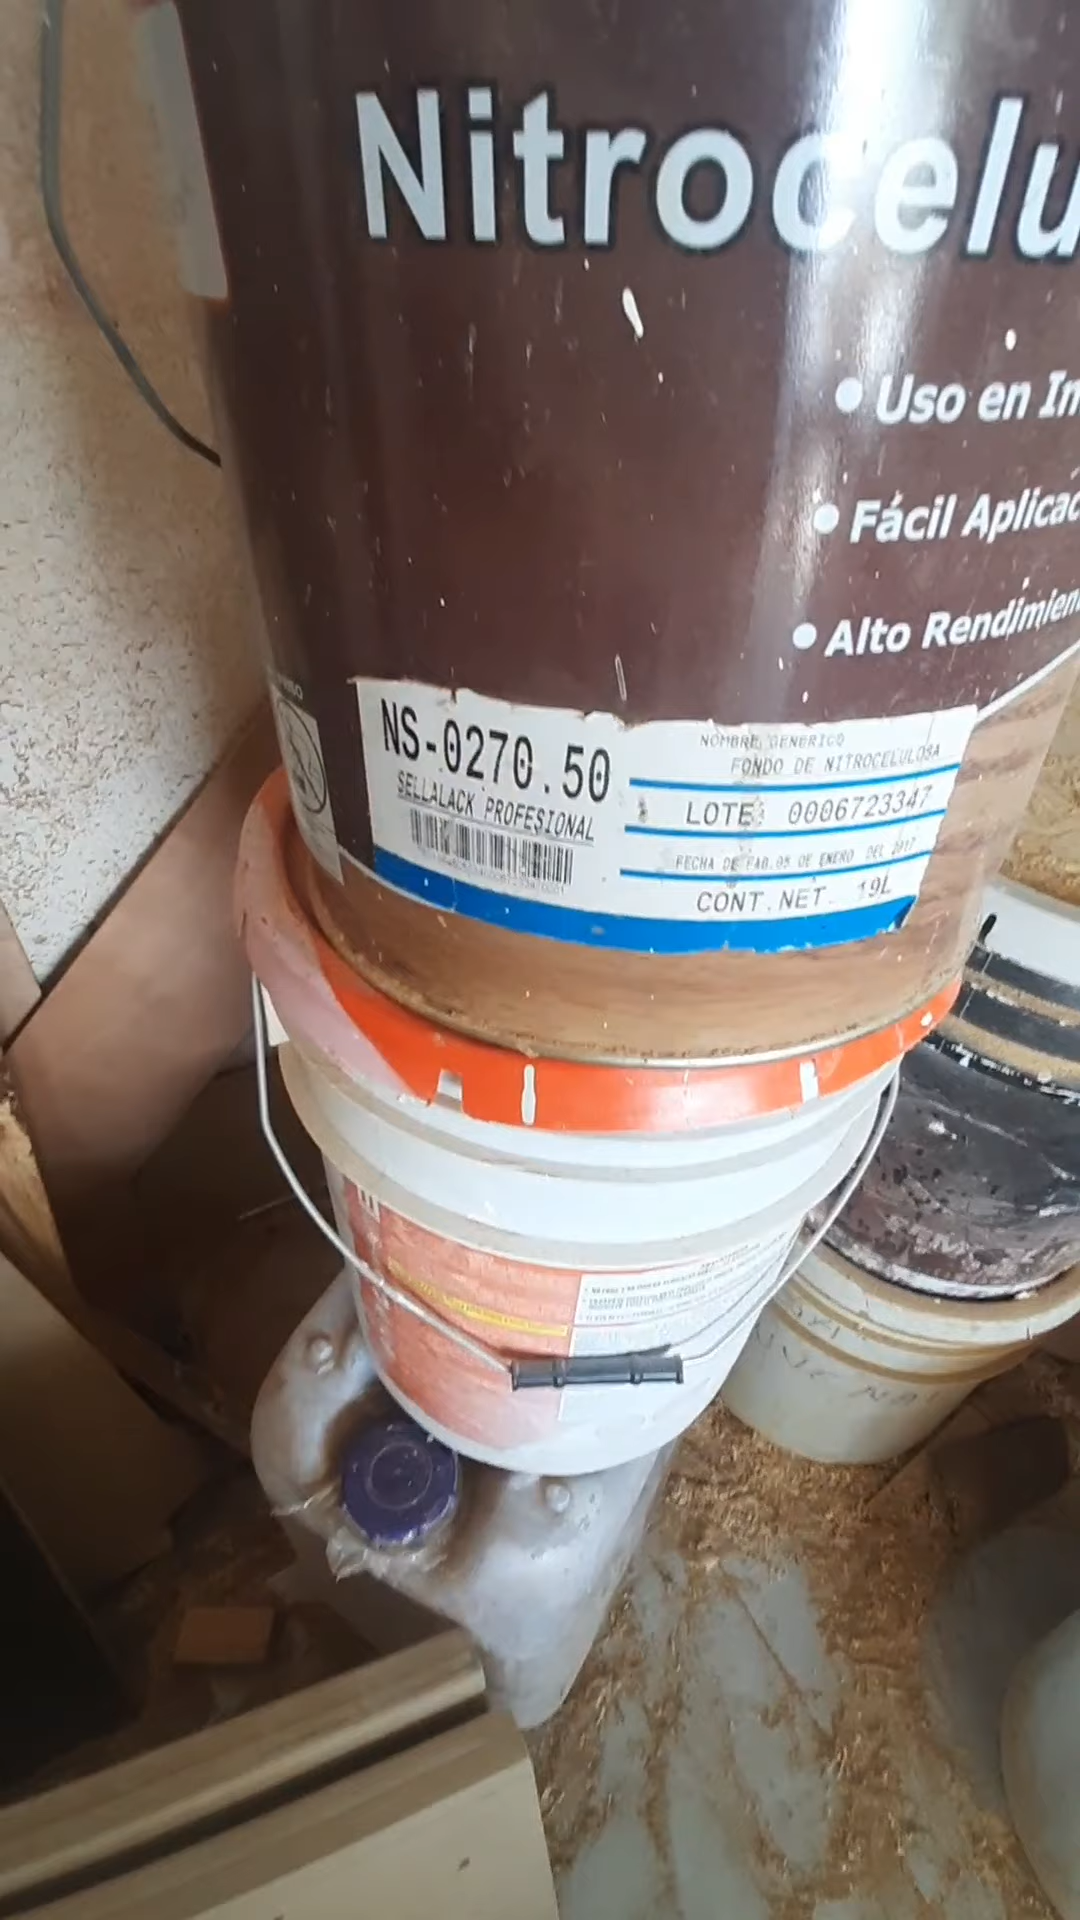 Nitrocelu
• Uso en In
• Fácil Aplicac
• Alto Rendimien
NS-0270.50
SELLALACK PROFESIONAL
NOMBRE GENERICO
FONDO DE NITROCELULOSA
LOTE: 0006723347
FECHA DE FAB.05 DE ENERO DEL 2017
CONT.NET. 19L